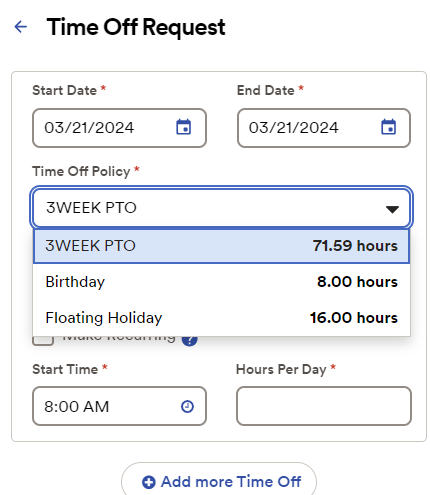 Time Off Request
Start Date * End Date *
03/21/2024 03/21/2024
Time Off Policy *
3WEEK PTO
3WEEK PTO 71.59 hours
Birthday 8.00 hours
Floating Holiday 16.00 hours
Make Recurring ?
Start Time * Hours Per Day *
8:00 AM
Add more Time Off